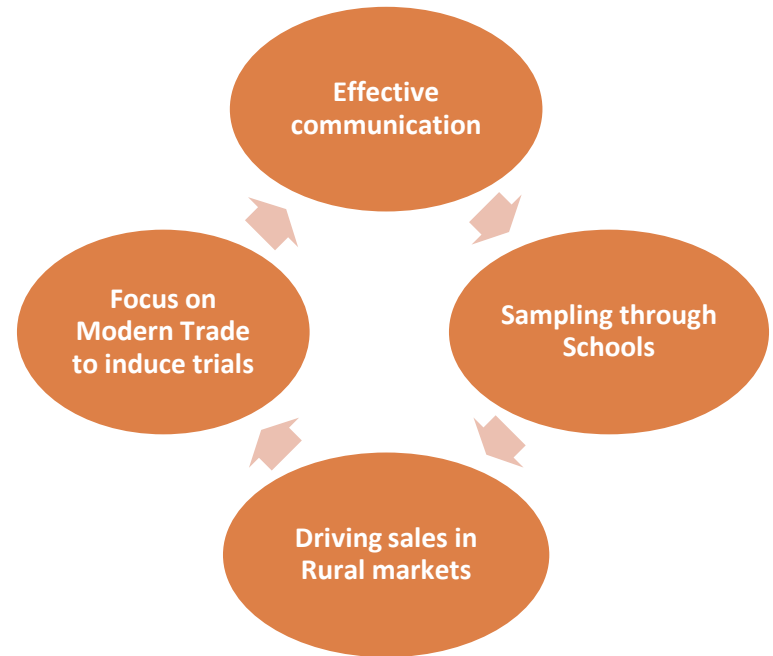 Effective
communication
Sampling through
Schools
Driving sales in
Rural markets
Focus on
Modern Trade
to induce trials